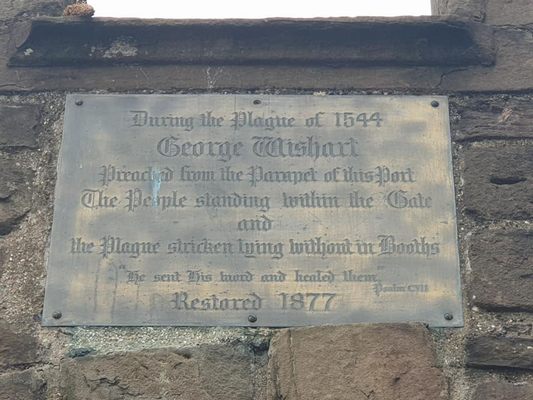 During the Plague of 1544
George Wishart
Preached from the Parapet of this Port
The People standing within the Gate
and
the Plague stricken lying without in Booths
"He sent His word and healed them."
Psalm CVII
Restored 1877